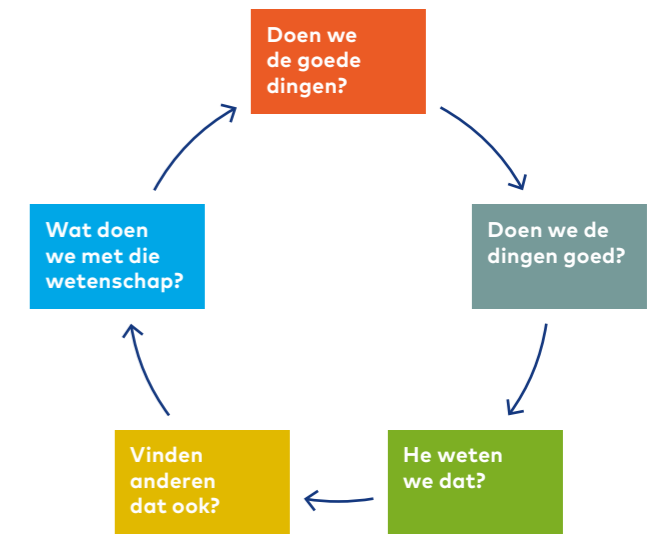 Doen we
de goede
dingen?
Doen we de
dingen goed?
He weten
we dat?
Vinden
anderen
dat ook?
Wat doen
we met die
wetenschap?